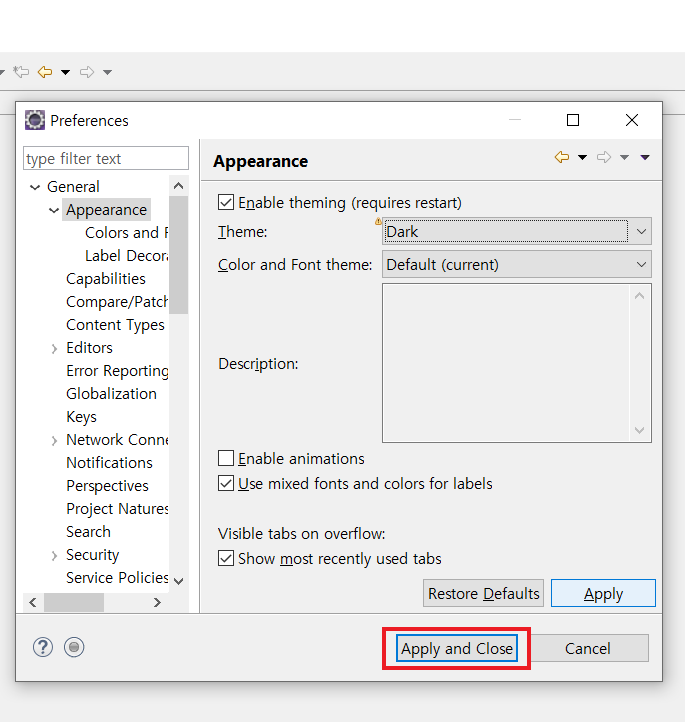 Preferences
type filter text
General
Appearance
Colors and F
Label Decora
Capabilities
Compare/Patch
Content Types
Editors
Error Reporting
Globalization
Keys
Network Conne
Notifications
Perspectives
Project Natures
Search
Security
Service Policies
Appearance
Enable theming (requires restart)
Theme:
Dark
Color and Font theme:
Default (current)
Description:
Enable animations
Use mixed fonts and colors for labels
Visible tabs on overflow:
Show most recently used tabs
Restore Defaults
Apply
?
Apply and Close
Cancel